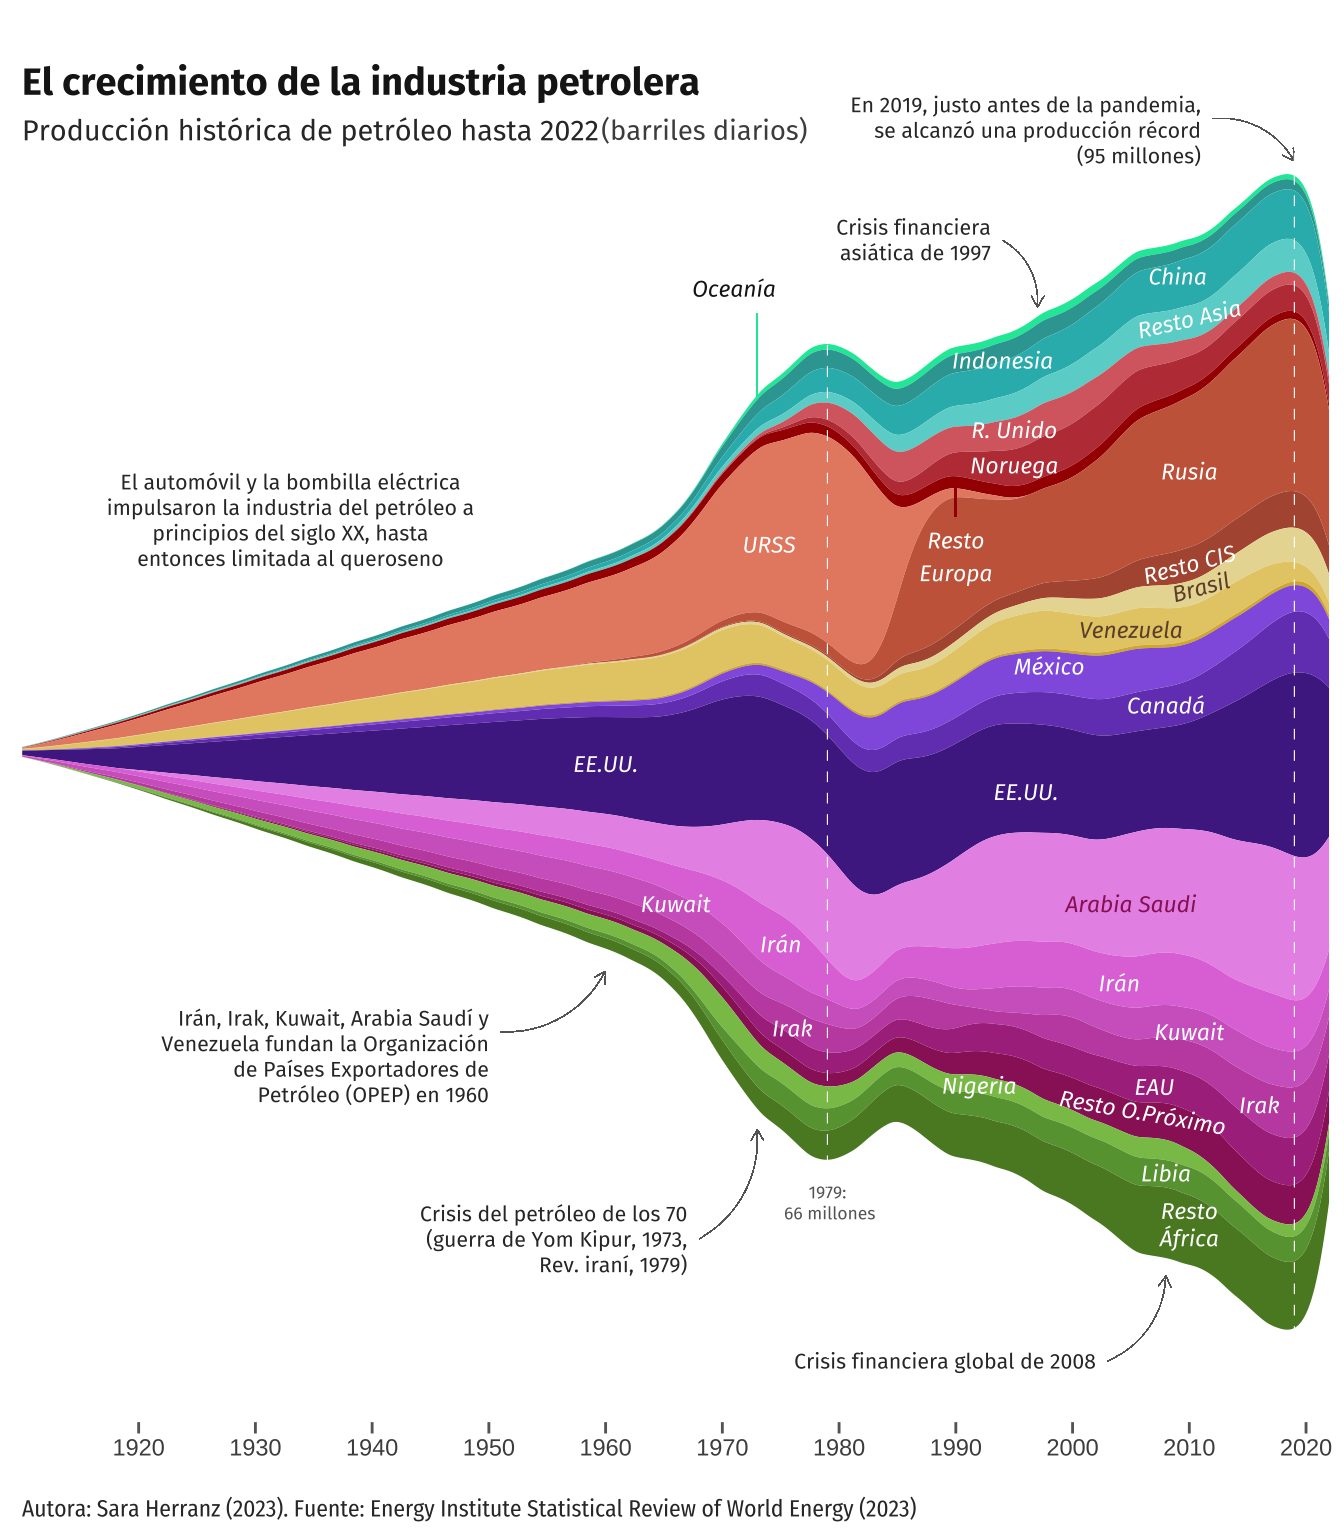 El crecimiento de la industria petrolera
Producción histórica de petróleo hasta 2022(barriles diarios)
En 2019, justo antes de la pandemia,
se alcanzó una producción récord
(95 millones)
Crisis financiera
asiática de 1997
Oceanía
China
Resto Asia
Indonesia
R. Unido
Noruega
Rusia
El automóvil y la bombilla eléctrica
impulsaron la industria del petróleo a
principios del siglo XX, hasta
entonces limitada al queroseno
URSS
Resto
Europa
Resto CIS
Brasil
Venezuela
México
Canadá
EE.UU.
EE.UU.
Kuwait
Arabia Saudi
Irán
Irán
Irak
Kuwait
EAU
Nigeria
Resto O.Próximo
Irak
Irán, Irak, Kuwait, Arabia Saudí y
Venezuela fundan la Organización
de Países Exportadores de
Petróleo (OPEP) en 1960
Libia
Resto
África
1979:
66 millones
Crisis del petróleo de los 70
(guerra de Yom Kipur, 1973,
Rev. iraní, 1979)
Crisis financiera global de 2008
1920 1930 1940 1950 1960 1970 1980 1990 2000 2010 2020
Autora: Sara Herranz (2023). Fuente: Energy Institute Statistical Review of World Energy (2023)